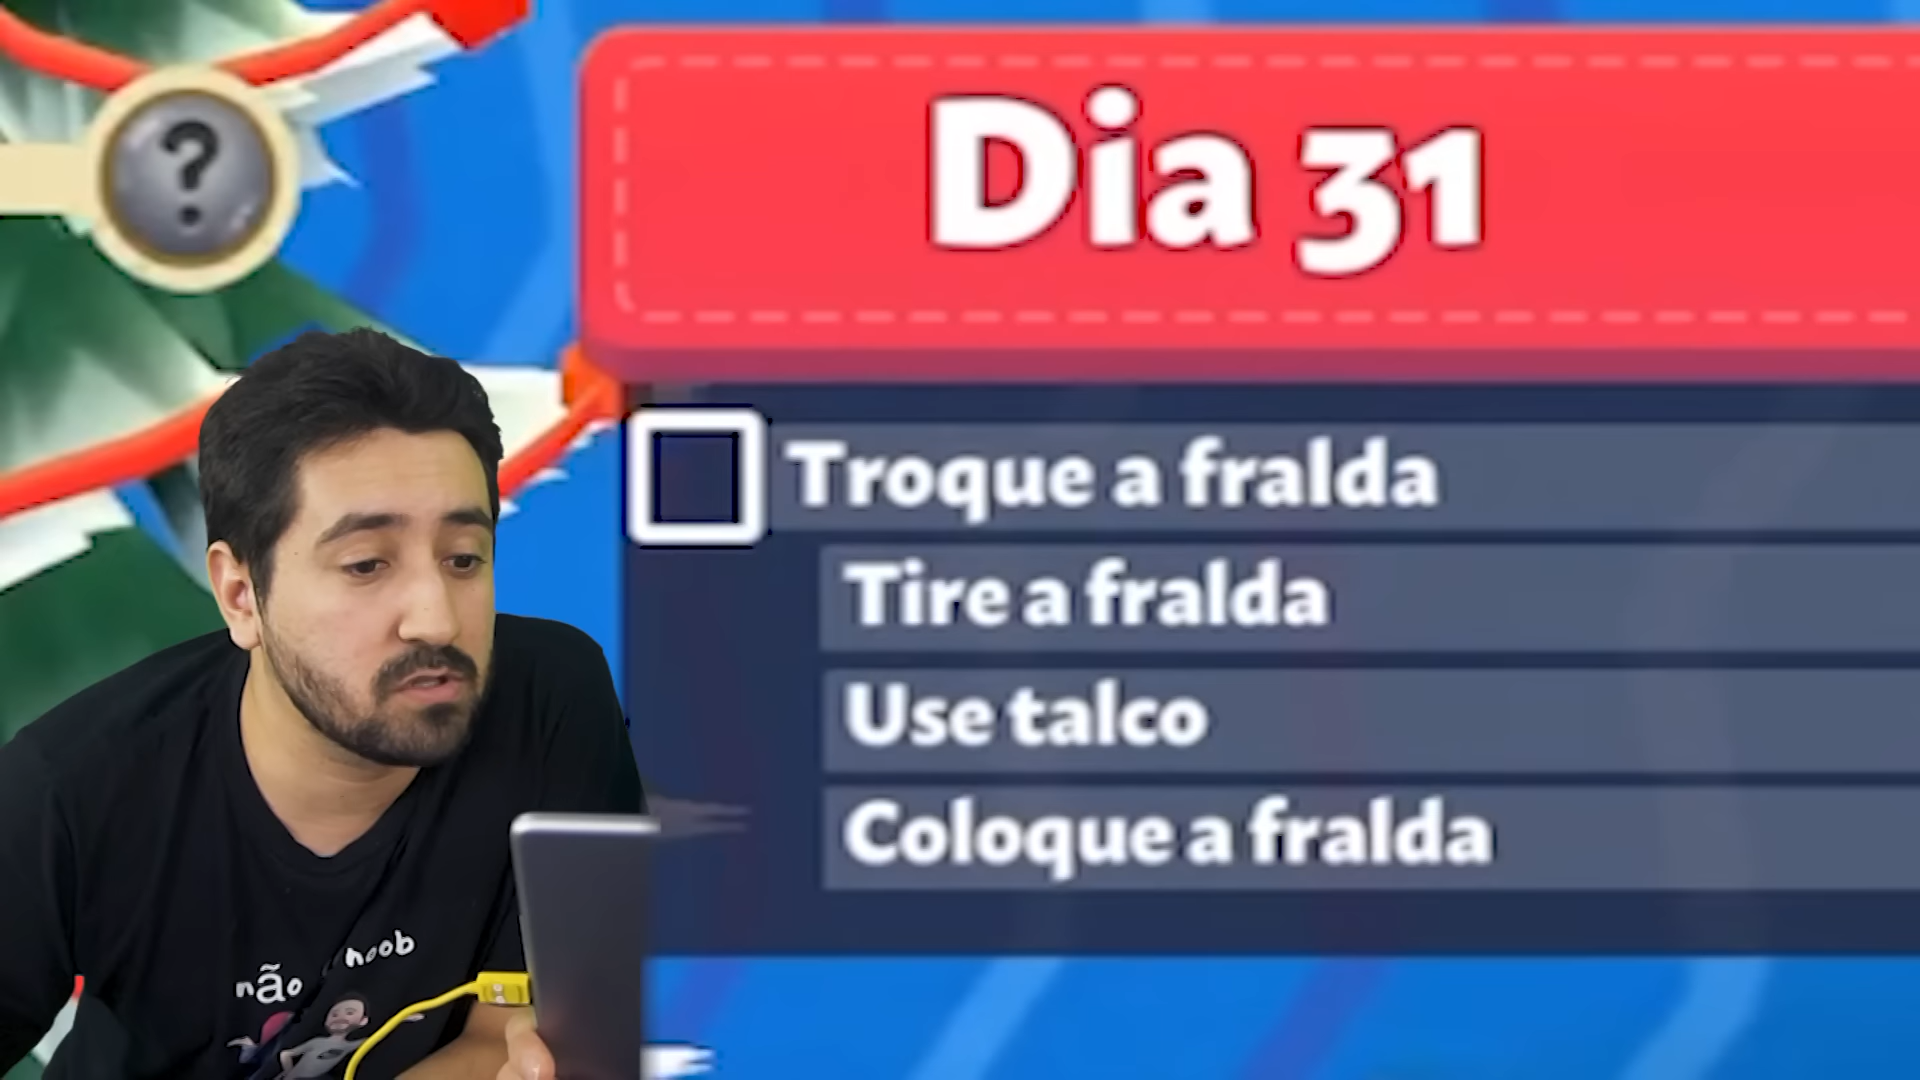 ?
Dia 31
Troque a fralda
Tire a fralda
Use talco
Coloque a fralda
não noob